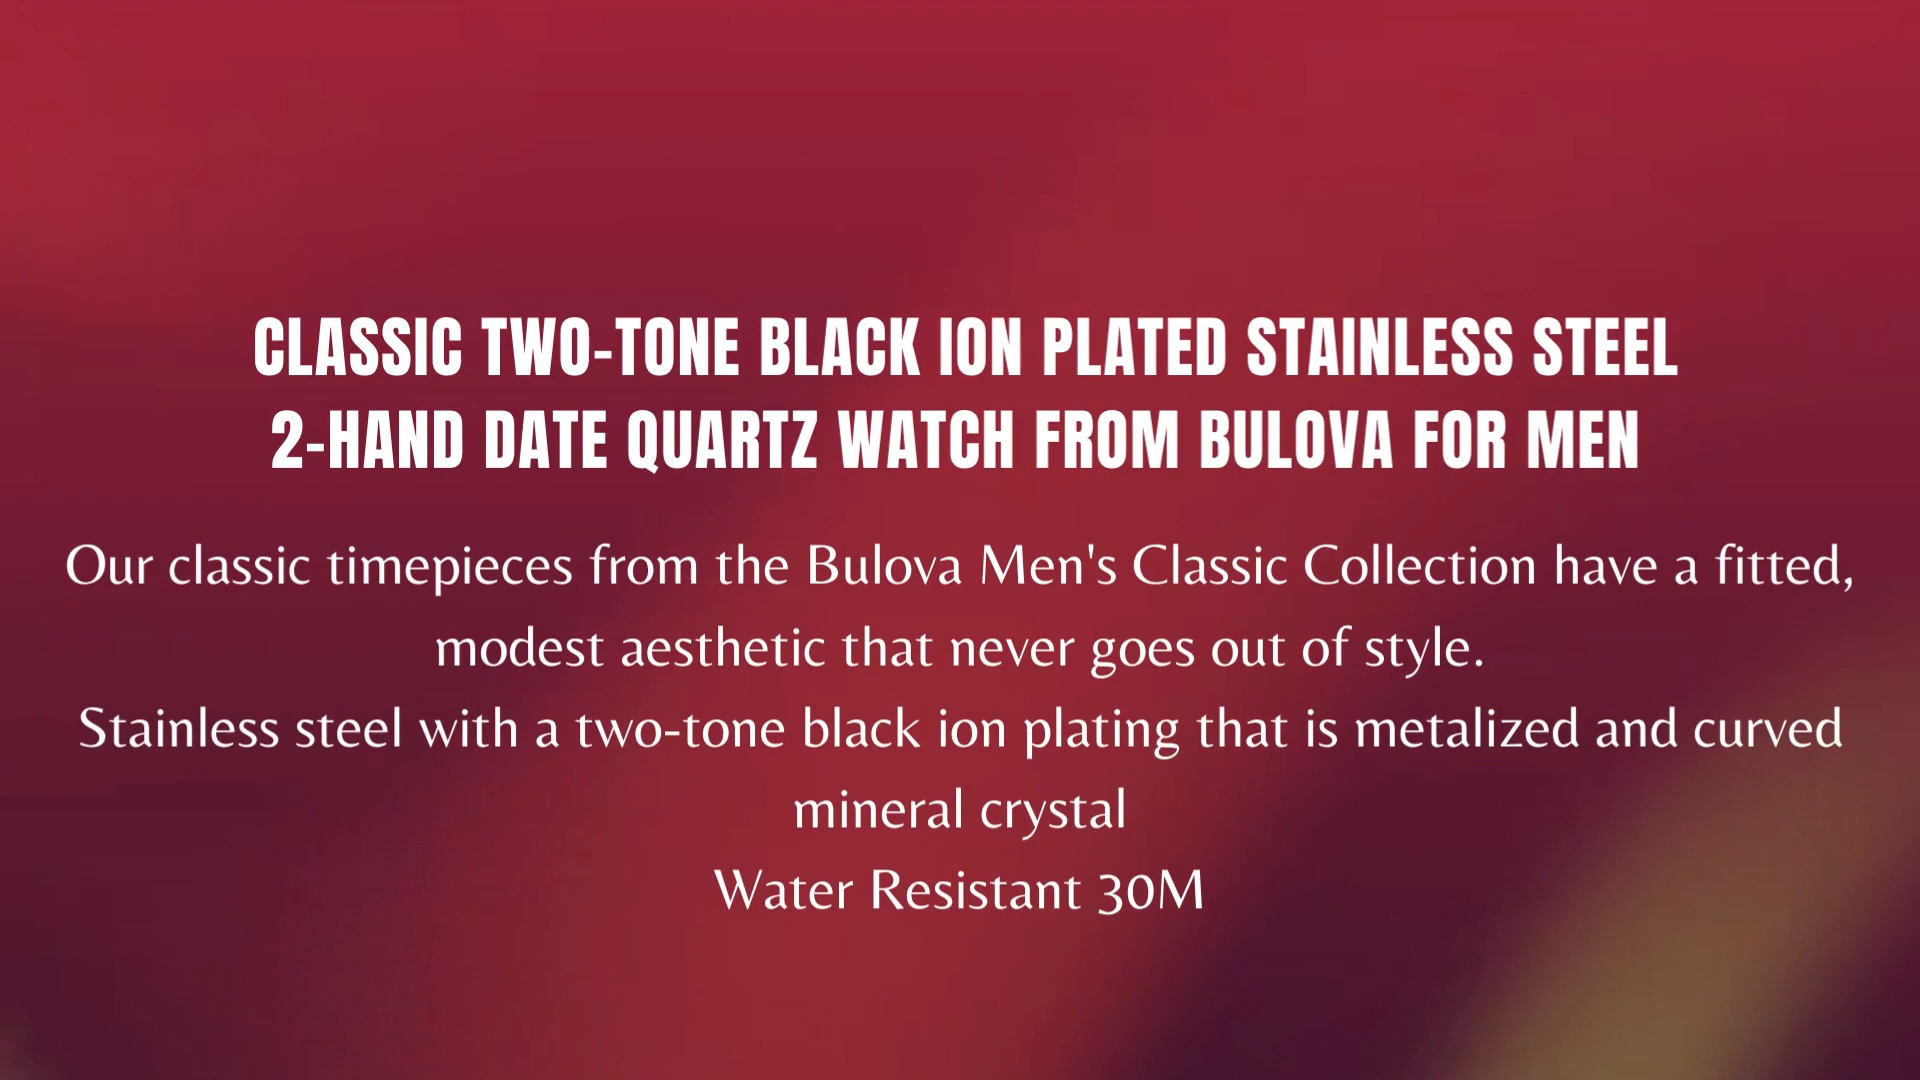 CLASSIC TWO-TONE BLACK ION PLATED STAINLESS STEEL
2-HAND DATE QUARTZ WATCH FROM BULOVA FOR MEN
Our classic timepieces from the Bulova Men's Classic Collection have a fitted,
modest aesthetic that never goes out of style.
Stainless steel with a two-tone black ion plating that is metalized and curved
mineral crystal
Water Resistant 30M